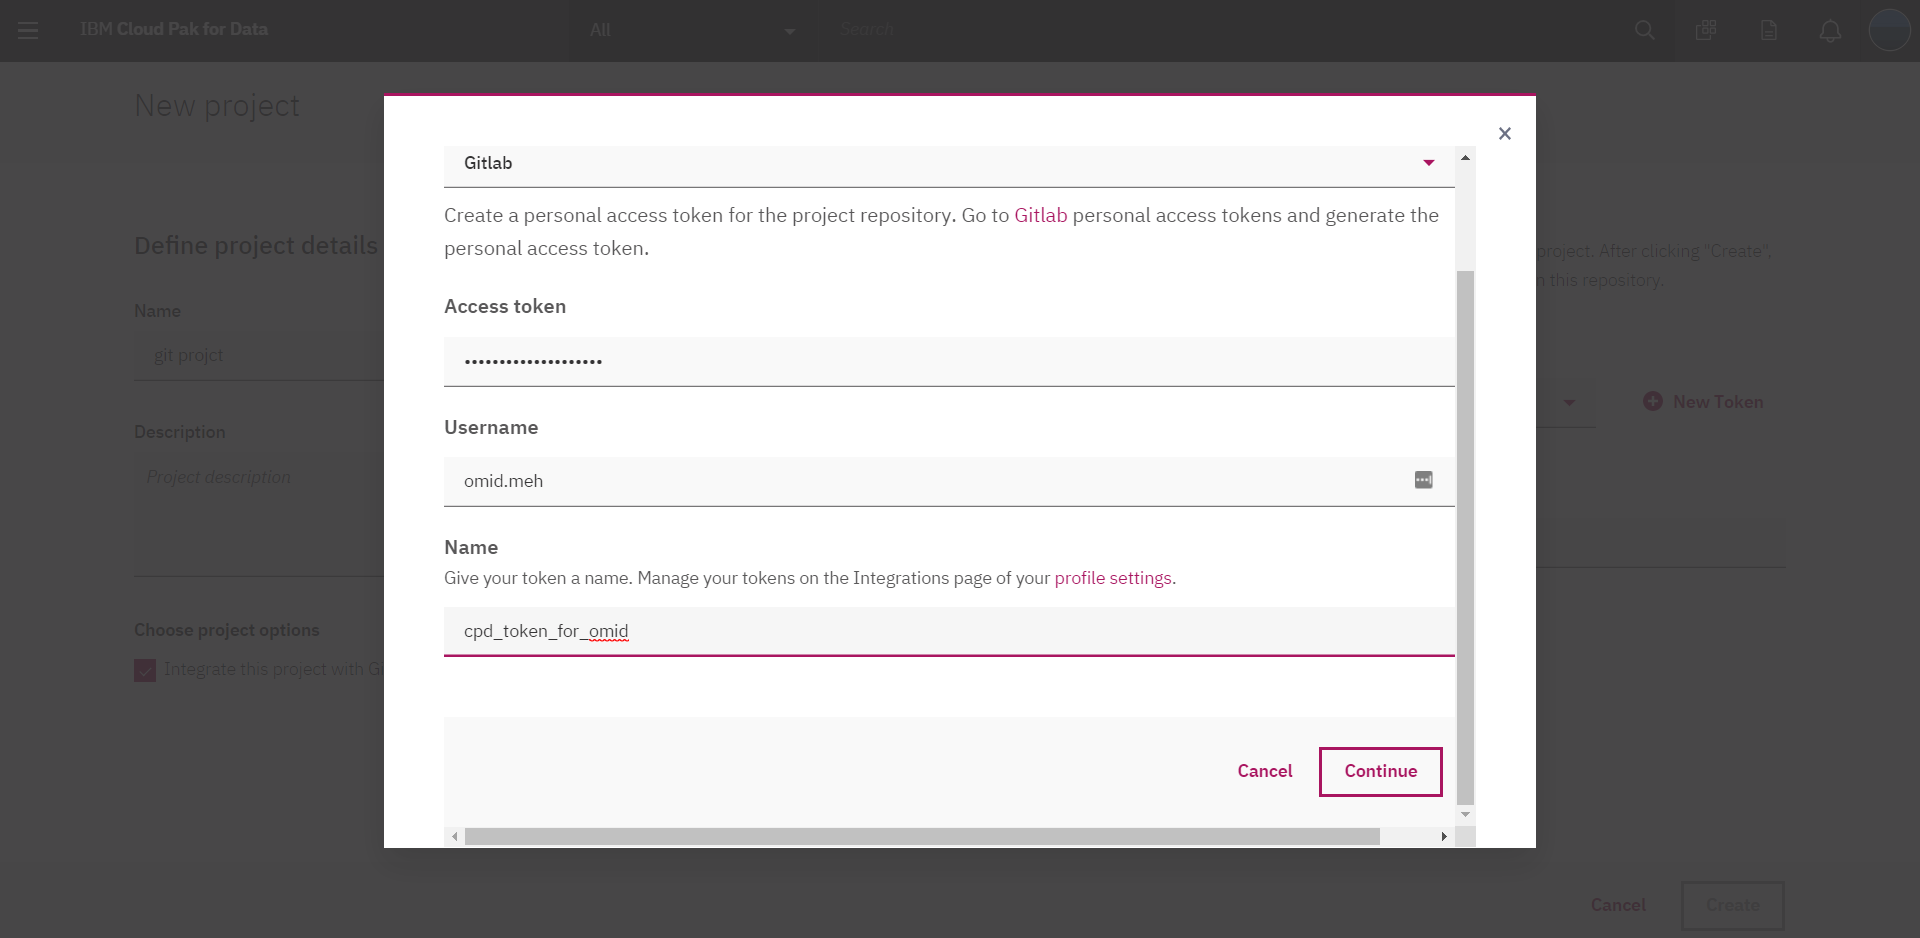 IBM Cloud Pak for Data
All
Search
New project
Gitlab
Create a personal access token for the project repository. Go to Gitlab personal access tokens and generate the
personal access token.
Define project details
project. After clicking "Create".
this repository.
Access token
Name
git projct
••••••••••••••••••••
New Token
Username
Description
Project description
omid.meh
Name
Give your token a name. Manage your tokens on the Integrations page of your profile settings.
cpd_token_for_omid
Choose project options
Integrate this project with
Cancel
Continue
Cancel
Create